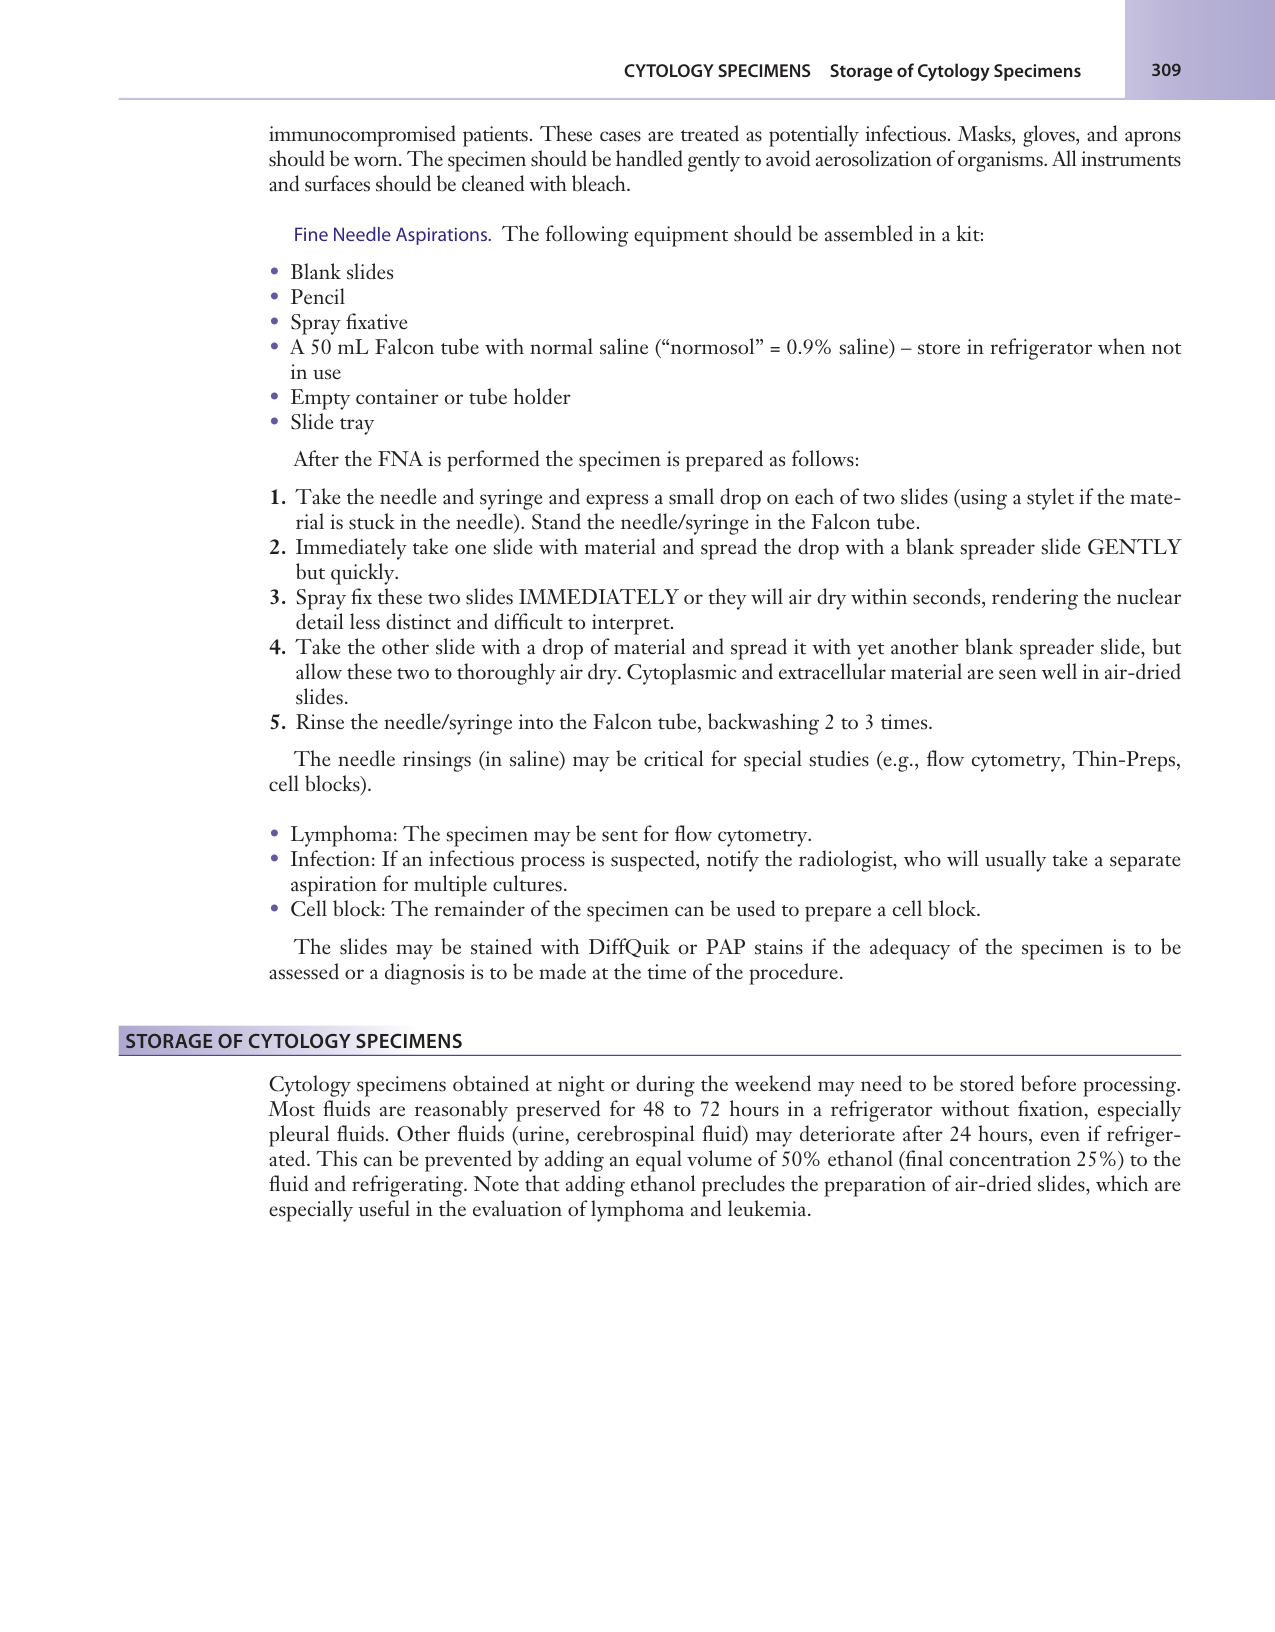 CYTOLOGY SPECIMENS Storage of Cytology Specimens 309
immunocompromised patients. These cases are treated as potentially infectious. Masks, gloves, and aprons
should be worn. The specimen should be handled gently to avoid aerosolization of organisms. All instruments
and surfaces should be cleaned with bleach.
Fine Needle Aspirations. The following equipment should be assembled in a kit:
• Blank slides
• Pencil
• Spray fixative
• A 50 mL Falcon tube with normal saline (“normosol” = 0.9% saline) – store in refrigerator when not
in use
• Empty container or tube holder
• Slide tray
After the FNA is performed the specimen is prepared as follows:
1. Take the needle and syringe and express a small drop on each of two slides (using a stylet if the mate-
rial is stuck in the needle). Stand the needle/syringe in the Falcon tube.
2. Immediately take one slide with material and spread the drop with a blank spreader slide GENTLY
but quickly.
3. Spray fix these two slides IMMEDIATELY or they will air dry within seconds, rendering the nuclear
detail less distinct and difficult to interpret.
4. Take the other slide with a drop of material and spread it with yet another blank spreader slide, but
allow these two to thoroughly air dry. Cytoplasmic and extracellular material are seen well in air-dried
slides.
5. Rinse the needle/syringe into the Falcon tube, backwashing 2 to 3 times.
The needle rinsings (in saline) may be critical for special studies (e.g., flow cytometry, Thin-Preps,
cell blocks).
• Lymphoma: The specimen may be sent for flow cytometry.
• Infection: If an infectious process is suspected, notify the radiologist, who will usually take a separate
aspiration for multiple cultures.
• Cell block: The remainder of the specimen can be used to prepare a cell block.
The slides may be stained with DiffQuik or PAP stains if the adequacy of the specimen is to be
assessed or a diagnosis is to be made at the time of the procedure.
STORAGE OF CYTOLOGY SPECIMENS
Cytology specimens obtained at night or during the weekend may need to be stored before processing.
Most fluids are reasonably preserved for 48 to 72 hours in a refrigerator without fixation, especially
pleural fluids. Other fluids (urine, cerebrospinal fluid) may deteriorate after 24 hours, even if refriger-
ated. This can be prevented by adding an equal volume of 50% ethanol (final concentration 25%) to the
fluid and refrigerating. Note that adding ethanol precludes the preparation of air-dried slides, which are
especially useful in the evaluation of lymphoma and leukemia.